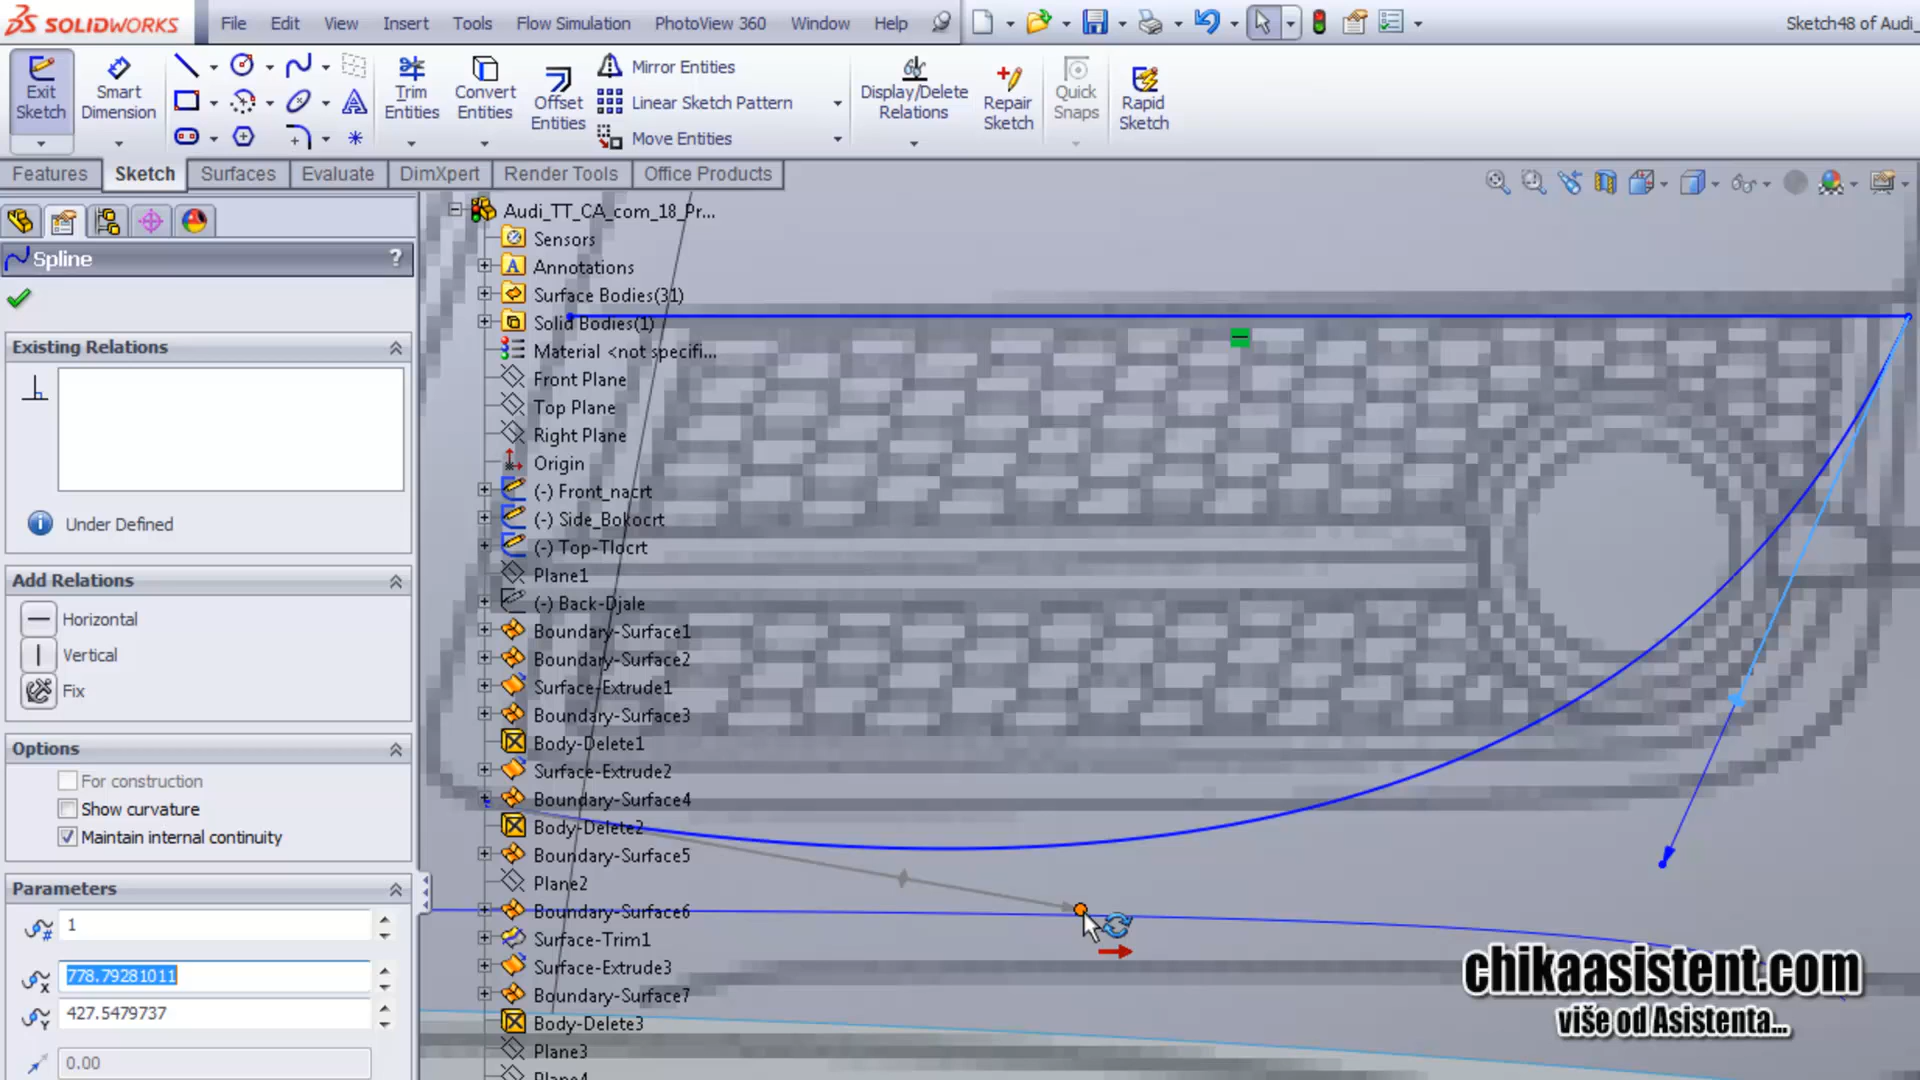 SOLIDWORKS File Edit View Insert Tools Flow Simulation PhotoView 360 Window Help Sketch48 of Audi_
Exit Sketch
Smart Dimension
Trim Entities
Convert Entities
Offset Entities
Mirror Entities
Linear Sketch Pattern
Move Entities
Display/Delete Relations
Repair Sketch
Quick Snaps
Rapid Sketch
Features Sketch Surfaces Evaluate DimXpert Render Tools Office Products
Spline ?
Existing Relations
Under Defined
Add Relations
Horizontal
Vertical
Fix
Options
For construction
Show curvature
Maintain internal continuity
Parameters
1
778.79281011
427.5479737
0.00
Audi_TT_CA_com_18_Pr...
Sensors
Annotations
Surface Bodies(31)
Solid Bodies(1)
Material <not specifi...
Front Plane
Top Plane
Right Plane
Origin
(-) Front_nacrt
(-) Side_Bokocrt
(-) Top-Tlocrt
Plane1
(-) Back-Djale
Boundary-Surface1
Boundary-Surface2
Surface-Extrude1
Boundary-Surface3
Body-Delete1
Surface-Extrude2
Boundary-Surface4
Body-Delete2
Boundary-Surface5
Plane2
Boundary-Surface6
Surface-Trim1
Surface-Extrude3
Boundary-Surface7
Body-Delete3
Plane3
Plane4
chikaasistent.com
više od Asistenta...